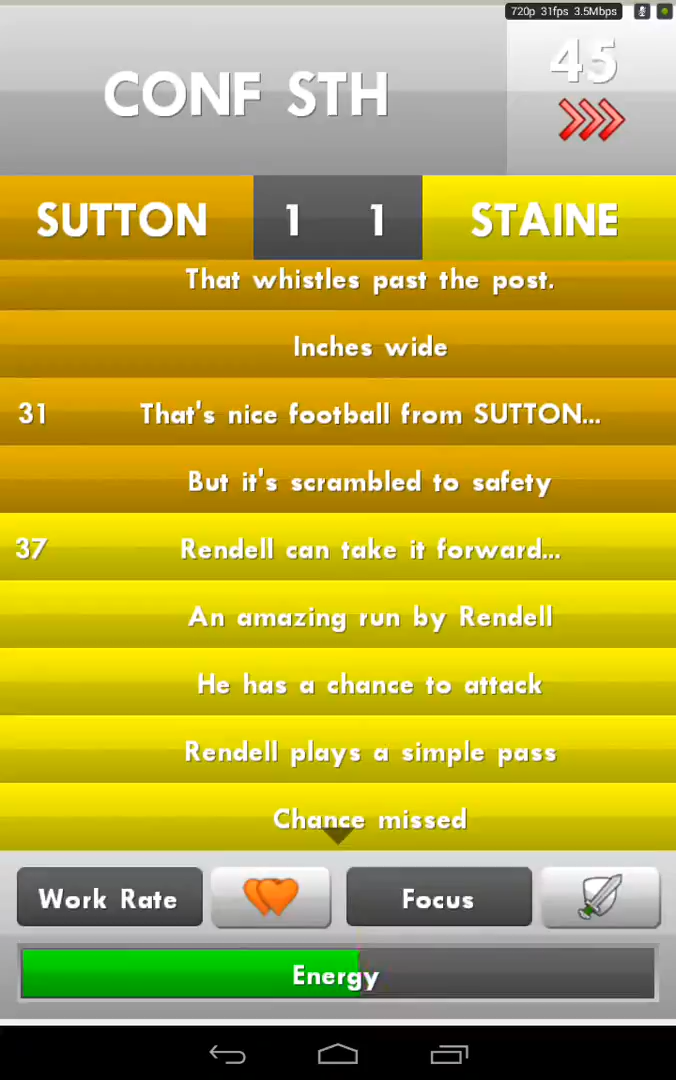 720p 31fps 3.5Mbps
CONF STH
45
SUTTON 1 1 STAINE
That whistles past the post.
Inches wide
31 That's nice football from SUTTON...
But it's scrambled to safety
37 Rendell can take it forward...
An amazing run by Rendell
He has a chance to attack
Rendell plays a simple pass
Chance missed
Work Rate Focus
Energy